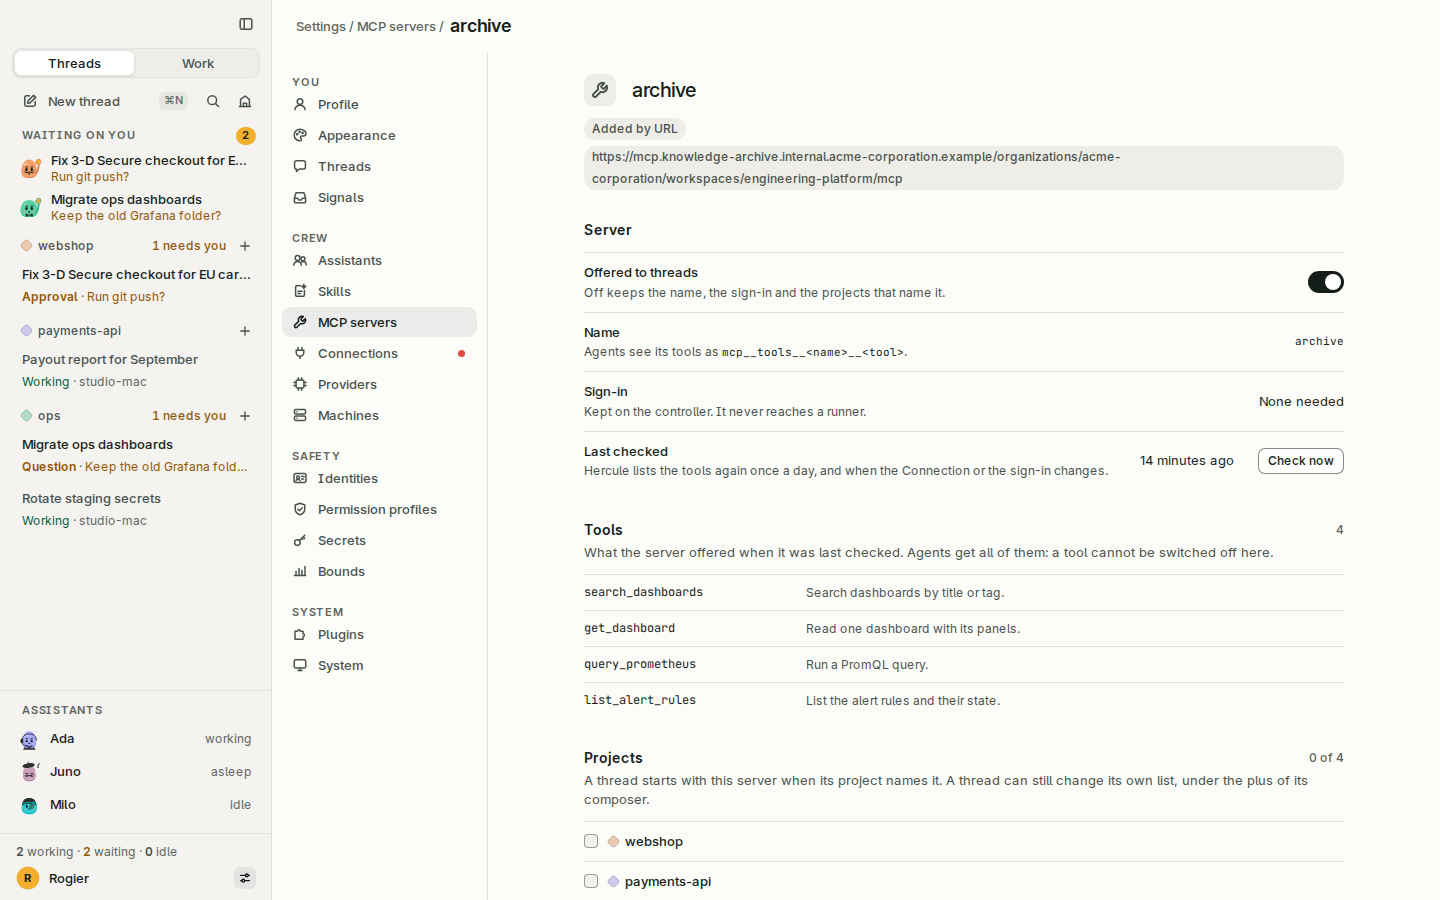 Settings / MCP servers / archive
Threads
Work
New thread
⌘N
WAITING ON YOU
2
Fix 3-D Secure checkout for E...
Run git push?
Migrate ops dashboards
Keep the old Grafana folder?
webshop
1 needs you
Fix 3-D Secure checkout for EU car...
Approval · Run git push?
payments-api
Payout report for September
Working · studio-mac
ops
1 needs you
Migrate ops dashboards
Question · Keep the old Grafana fold...
Rotate staging secrets
Working · studio-mac
ASSISTANTS
Ada
working
Juno
asleep
Milo
idle
2 working · 2 waiting · 0 idle
R
Rogier
YOU
Profile
Appearance
Threads
Signals
CREW
Assistants
Skills
MCP servers
Connections
Providers
Machines
SAFETY
Identities
Permission profiles
Secrets
Bounds
SYSTEM
Plugins
System
archive
Added by URL
https://mcp.knowledge-archive.internal.acme-corporation.example/organizations/acme-
corporation/workspaces/engineering-platform/mcp
Server
Offered to threads
Off keeps the name, the sign-in and the projects that name it.
Name
Agents see its tools as mcp__tools__<name>__<tool>.
archive
Sign-in
Kept on the controller. It never reaches a runner.
None needed
Last checked
Hercule lists the tools again once a day, and when the Connection or the sign-in changes.
14 minutes ago
Check now
Tools
4
What the server offered when it was last checked. Agents get all of them: a tool cannot be switched off here.
search_dashboards
Search dashboards by title or tag.
get_dashboard
Read one dashboard with its panels.
query_prometheus
Run a PromQL query.
list_alert_rules
List the alert rules and their state.
Projects
0 of 4
A thread starts with this server when its project names it. A thread can still change its own list, under the plus of its
composer.
webshop
payments-api